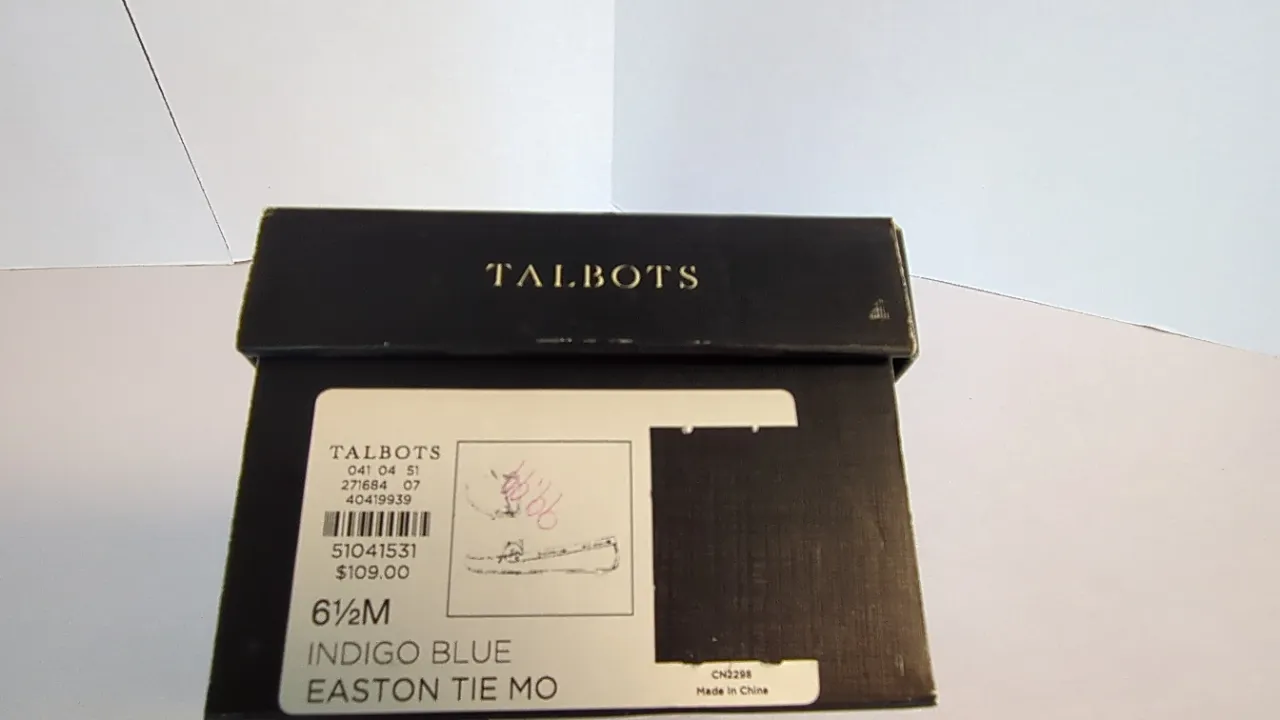 TALBOTS
TALBOTS
041 04 51
271684 07
40419939
51041531
$109.00
6½M
INDIGO BLUE
EASTON TIE MO
CN2298
Made In China